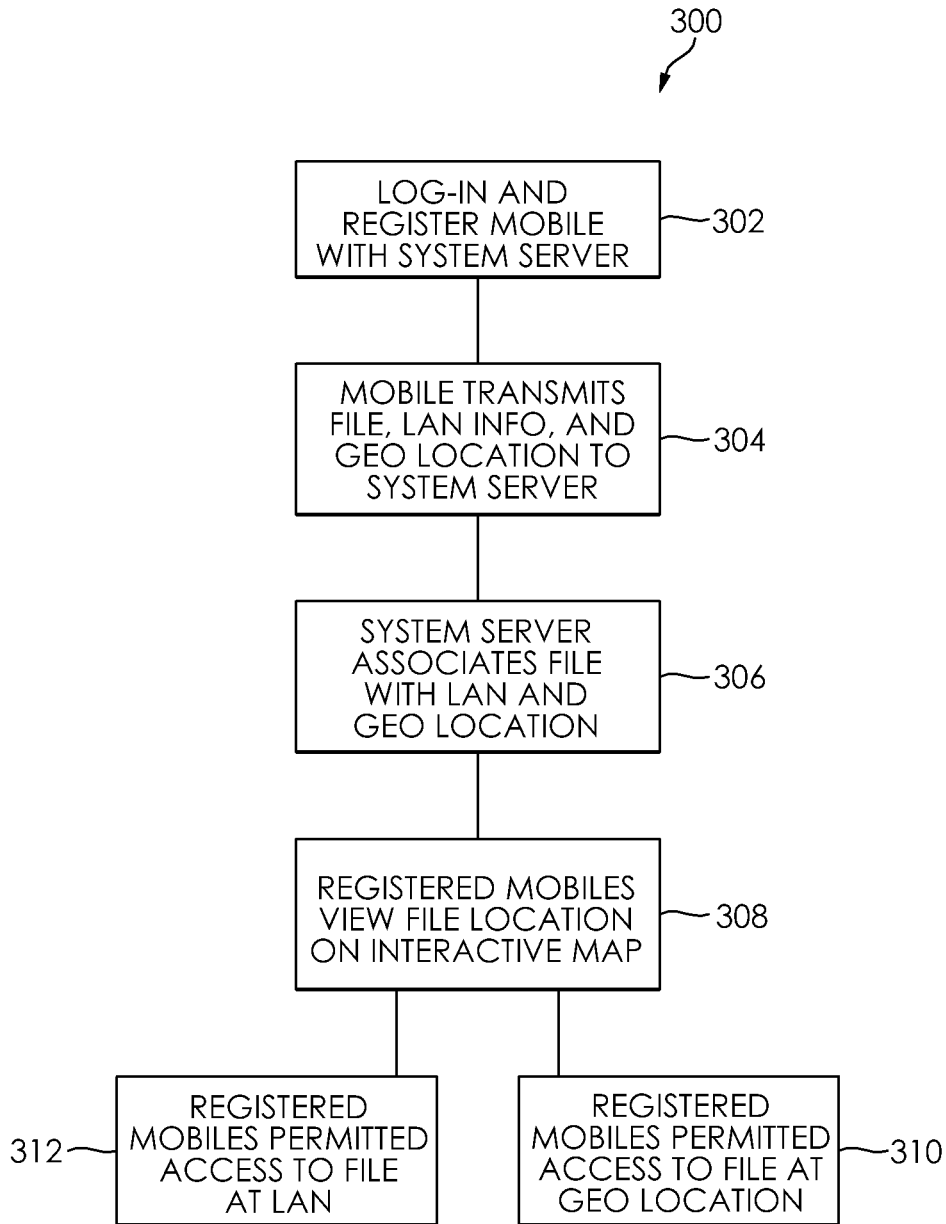 300
LOG-IN AND
REGISTER MOBILE
WITH SYSTEM SERVER
302
MOBILE TRANSMITS
FILE, LAN INFO, AND
GEO LOCATION TO
SYSTEM SERVER
304
SYSTEM SERVER
ASSOCIATES FILE
WITH LAN AND
GEO LOCATION
306
REGISTERED MOBILES
VIEW FILE LOCATION
ON INTERACTIVE MAP
308
312
REGISTERED
MOBILES PERMITTED
ACCESS TO FILE
AT LAN
REGISTERED
MOBILES PERMITTED
ACCESS TO FILE AT
GEO LOCATION
310